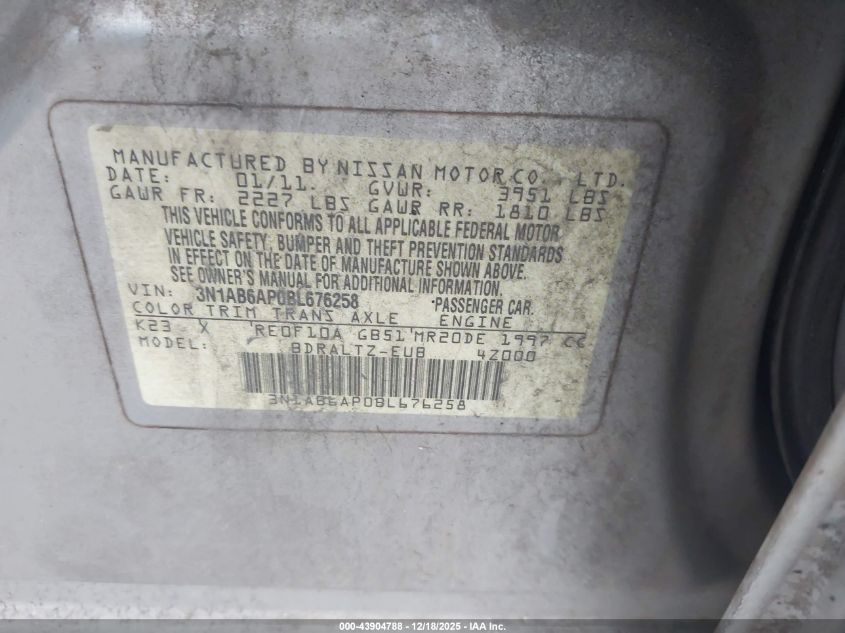 MANUFACTURED BY NISSAN MOTOR CO., LTD.
DATE: 01/11. GVWR: 3951 LBS
GAWR FR: 2227 LBS GAWR RR: 1810 LBS
THIS VEHICLE CONFORMS TO ALL APPLICABLE FEDERAL MOTOR
VEHICLE SAFETY, BUMPER AND THEFT PREVENTION STANDARDS
IN EFFECT ON THE DATE OF MANUFACTURE SHOWN ABOVE.
SEE OWNER'S MANUAL FOR ADDITIONAL INFORMATION.
VIN: 3N1AB6AP0BL676258 *PASSENGER CAR.
COLOR TRIM TRANS AXLE ENGINE
K23 X RE0F10A GB51 MR20DE 1997 CC
MODEL: BDRALTZ-EUB 4Z000
3N1AB6AP0BL676258
000-43904788 - 12/18/2025 - IAA Inc.